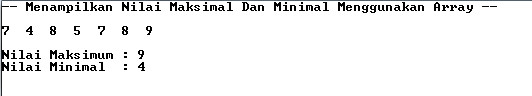 -- Menampilkan Nilai Maksimal Dan Minimal Menggunakan Array --
7 4 8 5 7 8 9
Nilai Maksimum : 9
Nilai Minimal : 4